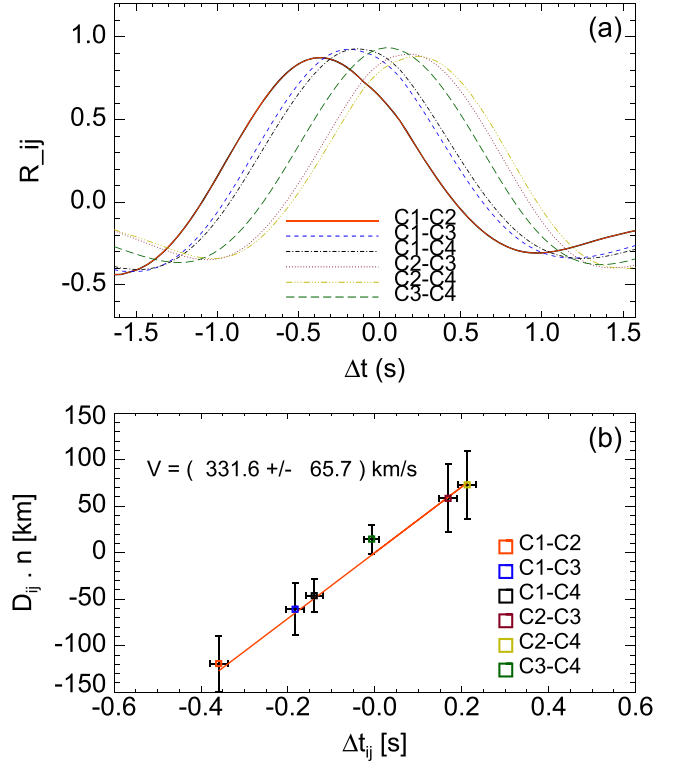 (a)
1.0
0.5
0.0
-0.5
R_ij
C1-C2
C1-C3
C1-C4
C2-C3
C2-C4
C3-C4
-1.5 -1.0 -0.5 0.0 0.5 1.0 1.5
Δt (s)
(b)
150
100
50
0
-50
-100
-150
D_ij . n [km]
V = ( 331.6 +/- 65.7 ) km/s
C1-C2
C1-C3
C1-C4
C2-C3
C2-C4
C3-C4
-0.6 -0.4 -0.2 -0.0 0.2 0.4 0.6
Δt_ij [s]